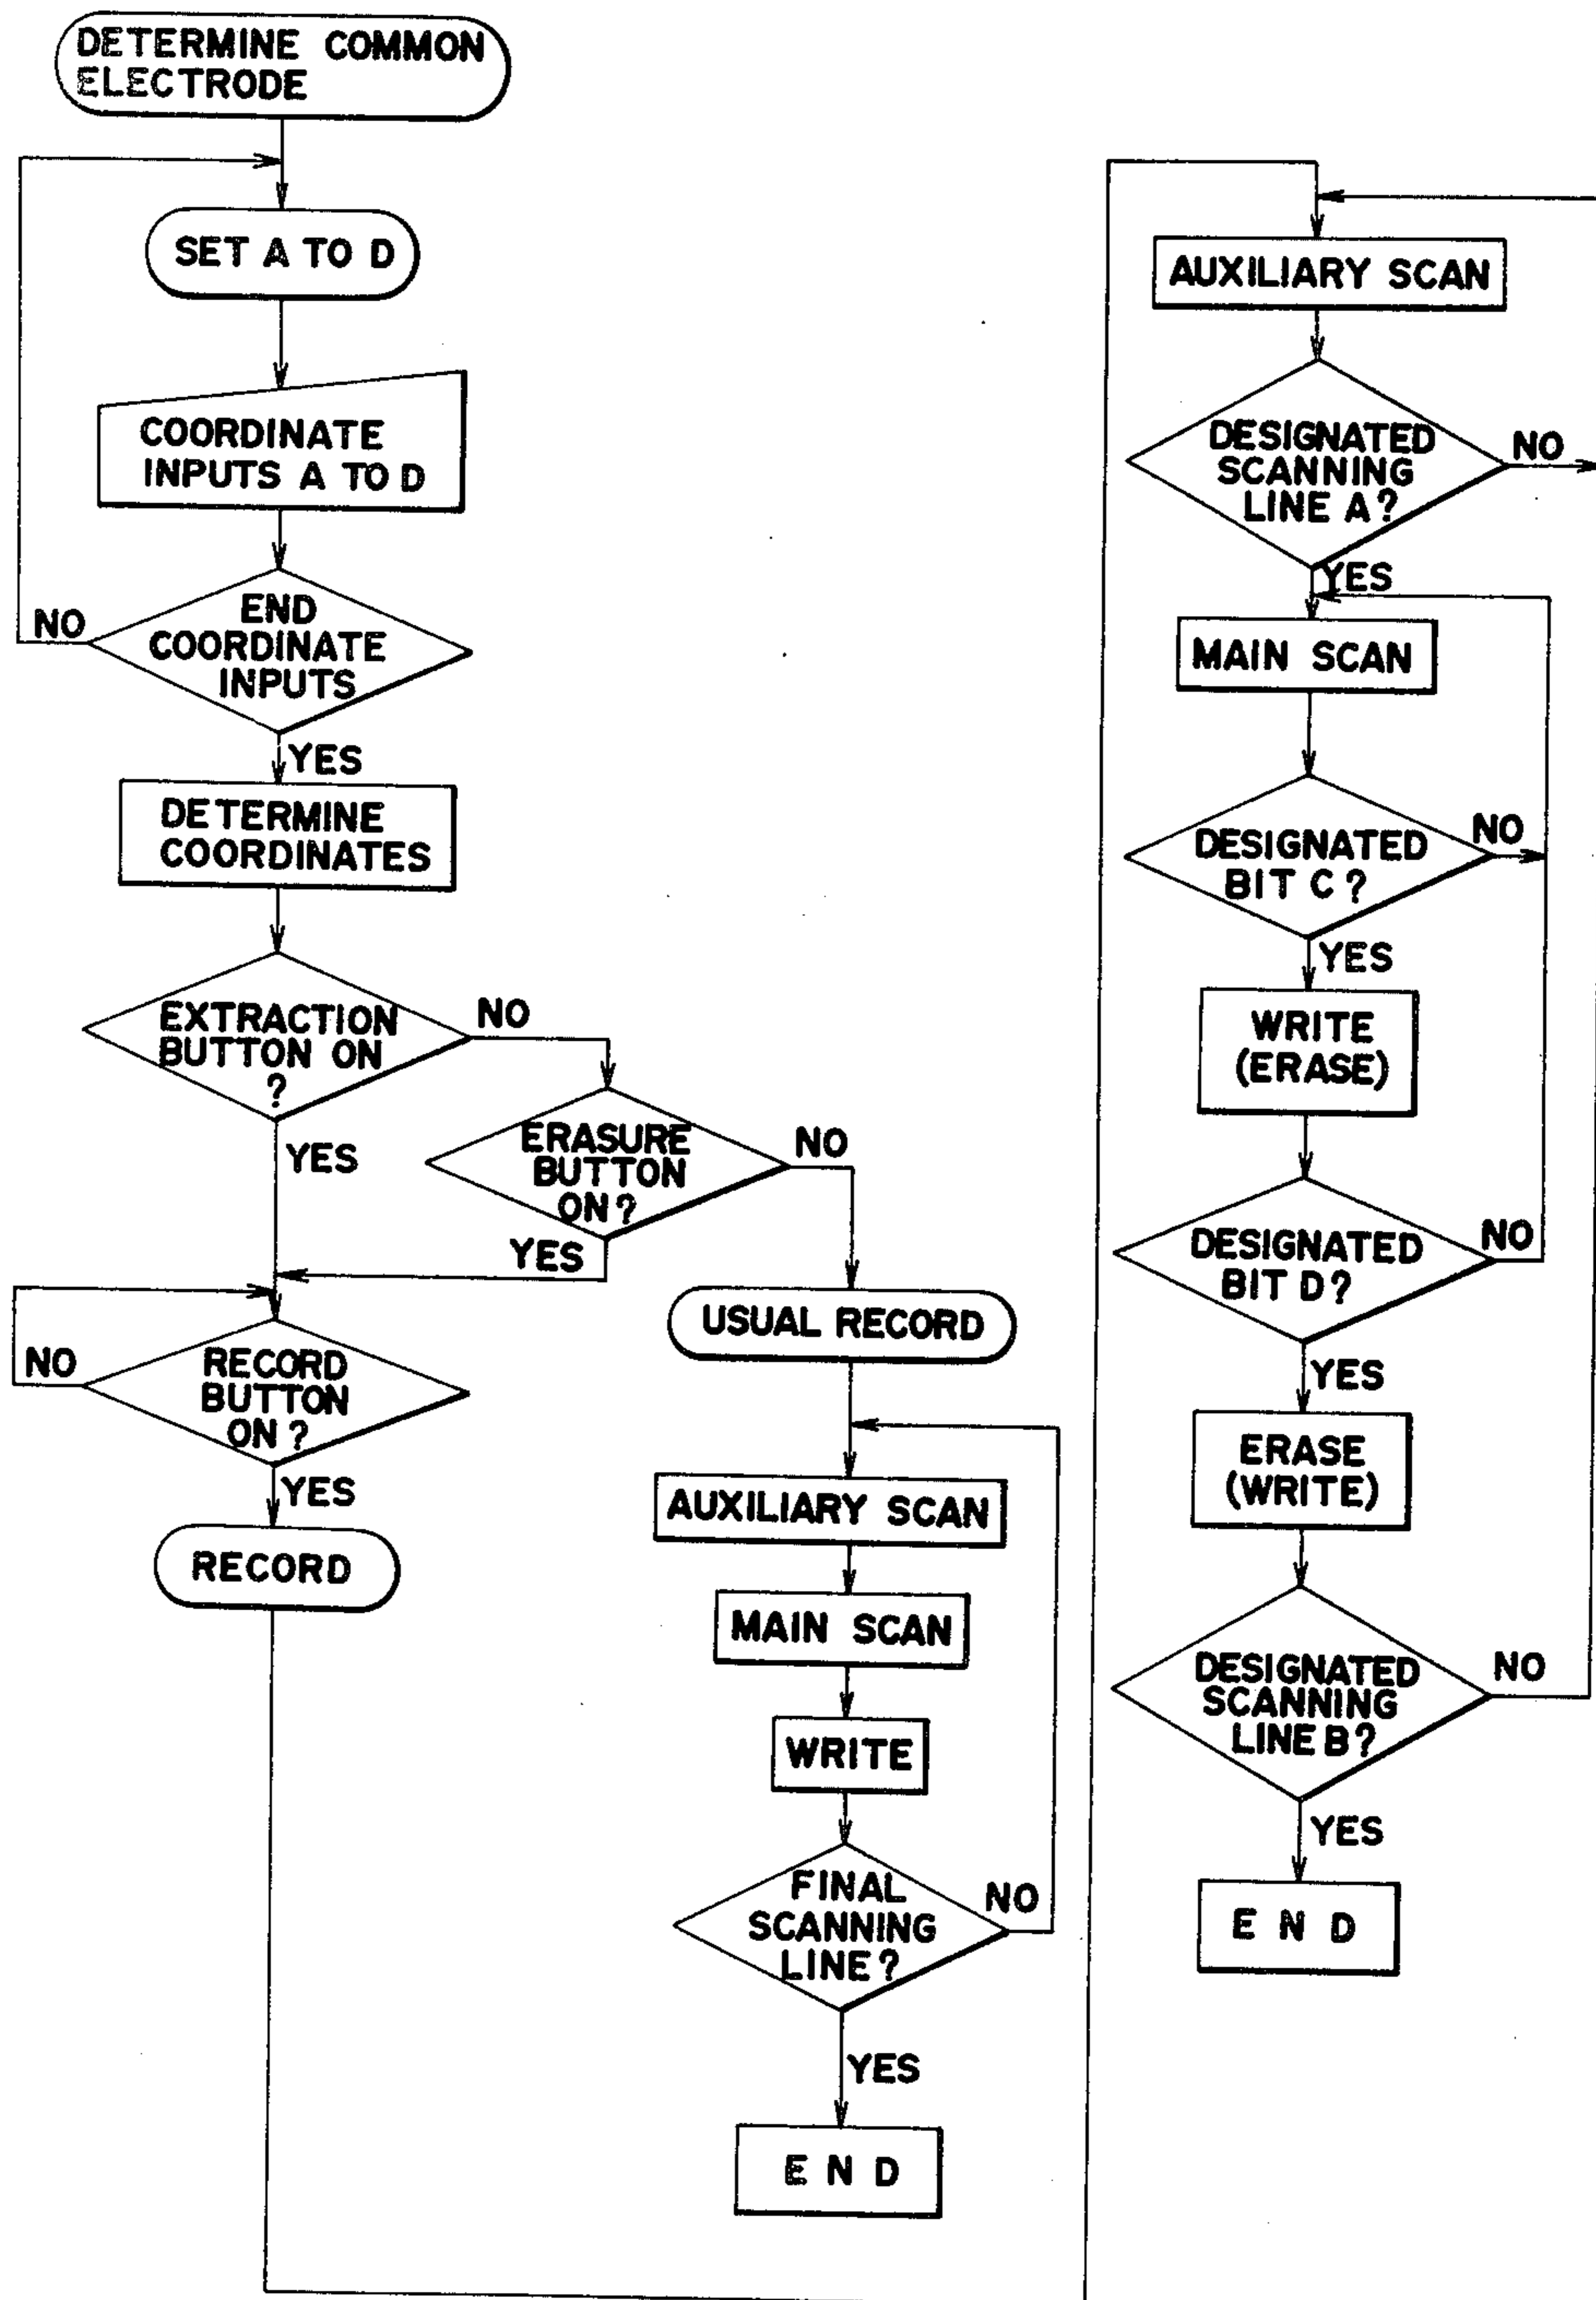 DETERMINE COMMON
ELECTRODE
SET A TO D
COORDINATE
INPUTS A TO D
END
COORDINATE
INPUTS
NO
YES
DETERMINE
COORDINATES
EXTRACTION
BUTTON ON
?
NO
YES
ERASURE
BUTTON
ON?
NO
YES
RECORD
BUTTON
ON?
NO
YES
RECORD
USUAL RECORD
AUXILIARY SCAN
MAIN SCAN
WRITE
FINAL
SCANNING
LINE?
NO
YES
END
AUXILIARY SCAN
DESIGNATED
SCANNING
LINE A?
NO
YES
MAIN SCAN
DESIGNATED
BIT C?
NO
YES
WRITE
(ERASE)
DESIGNATED
BIT D?
NO
YES
ERASE
(WRITE)
DESIGNATED
SCANNING
LINE B?
NO
YES
END